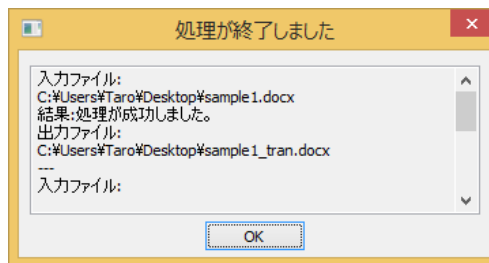 処理が終了しました
入力ファイル:
C:¥Users¥Taro¥Desktop¥sample1.docx
結果:処理が成功しました。
出力ファイル:
C:¥Users¥Taro¥Desktop¥sample1_tran.docx
---
入力ファイル:
OK